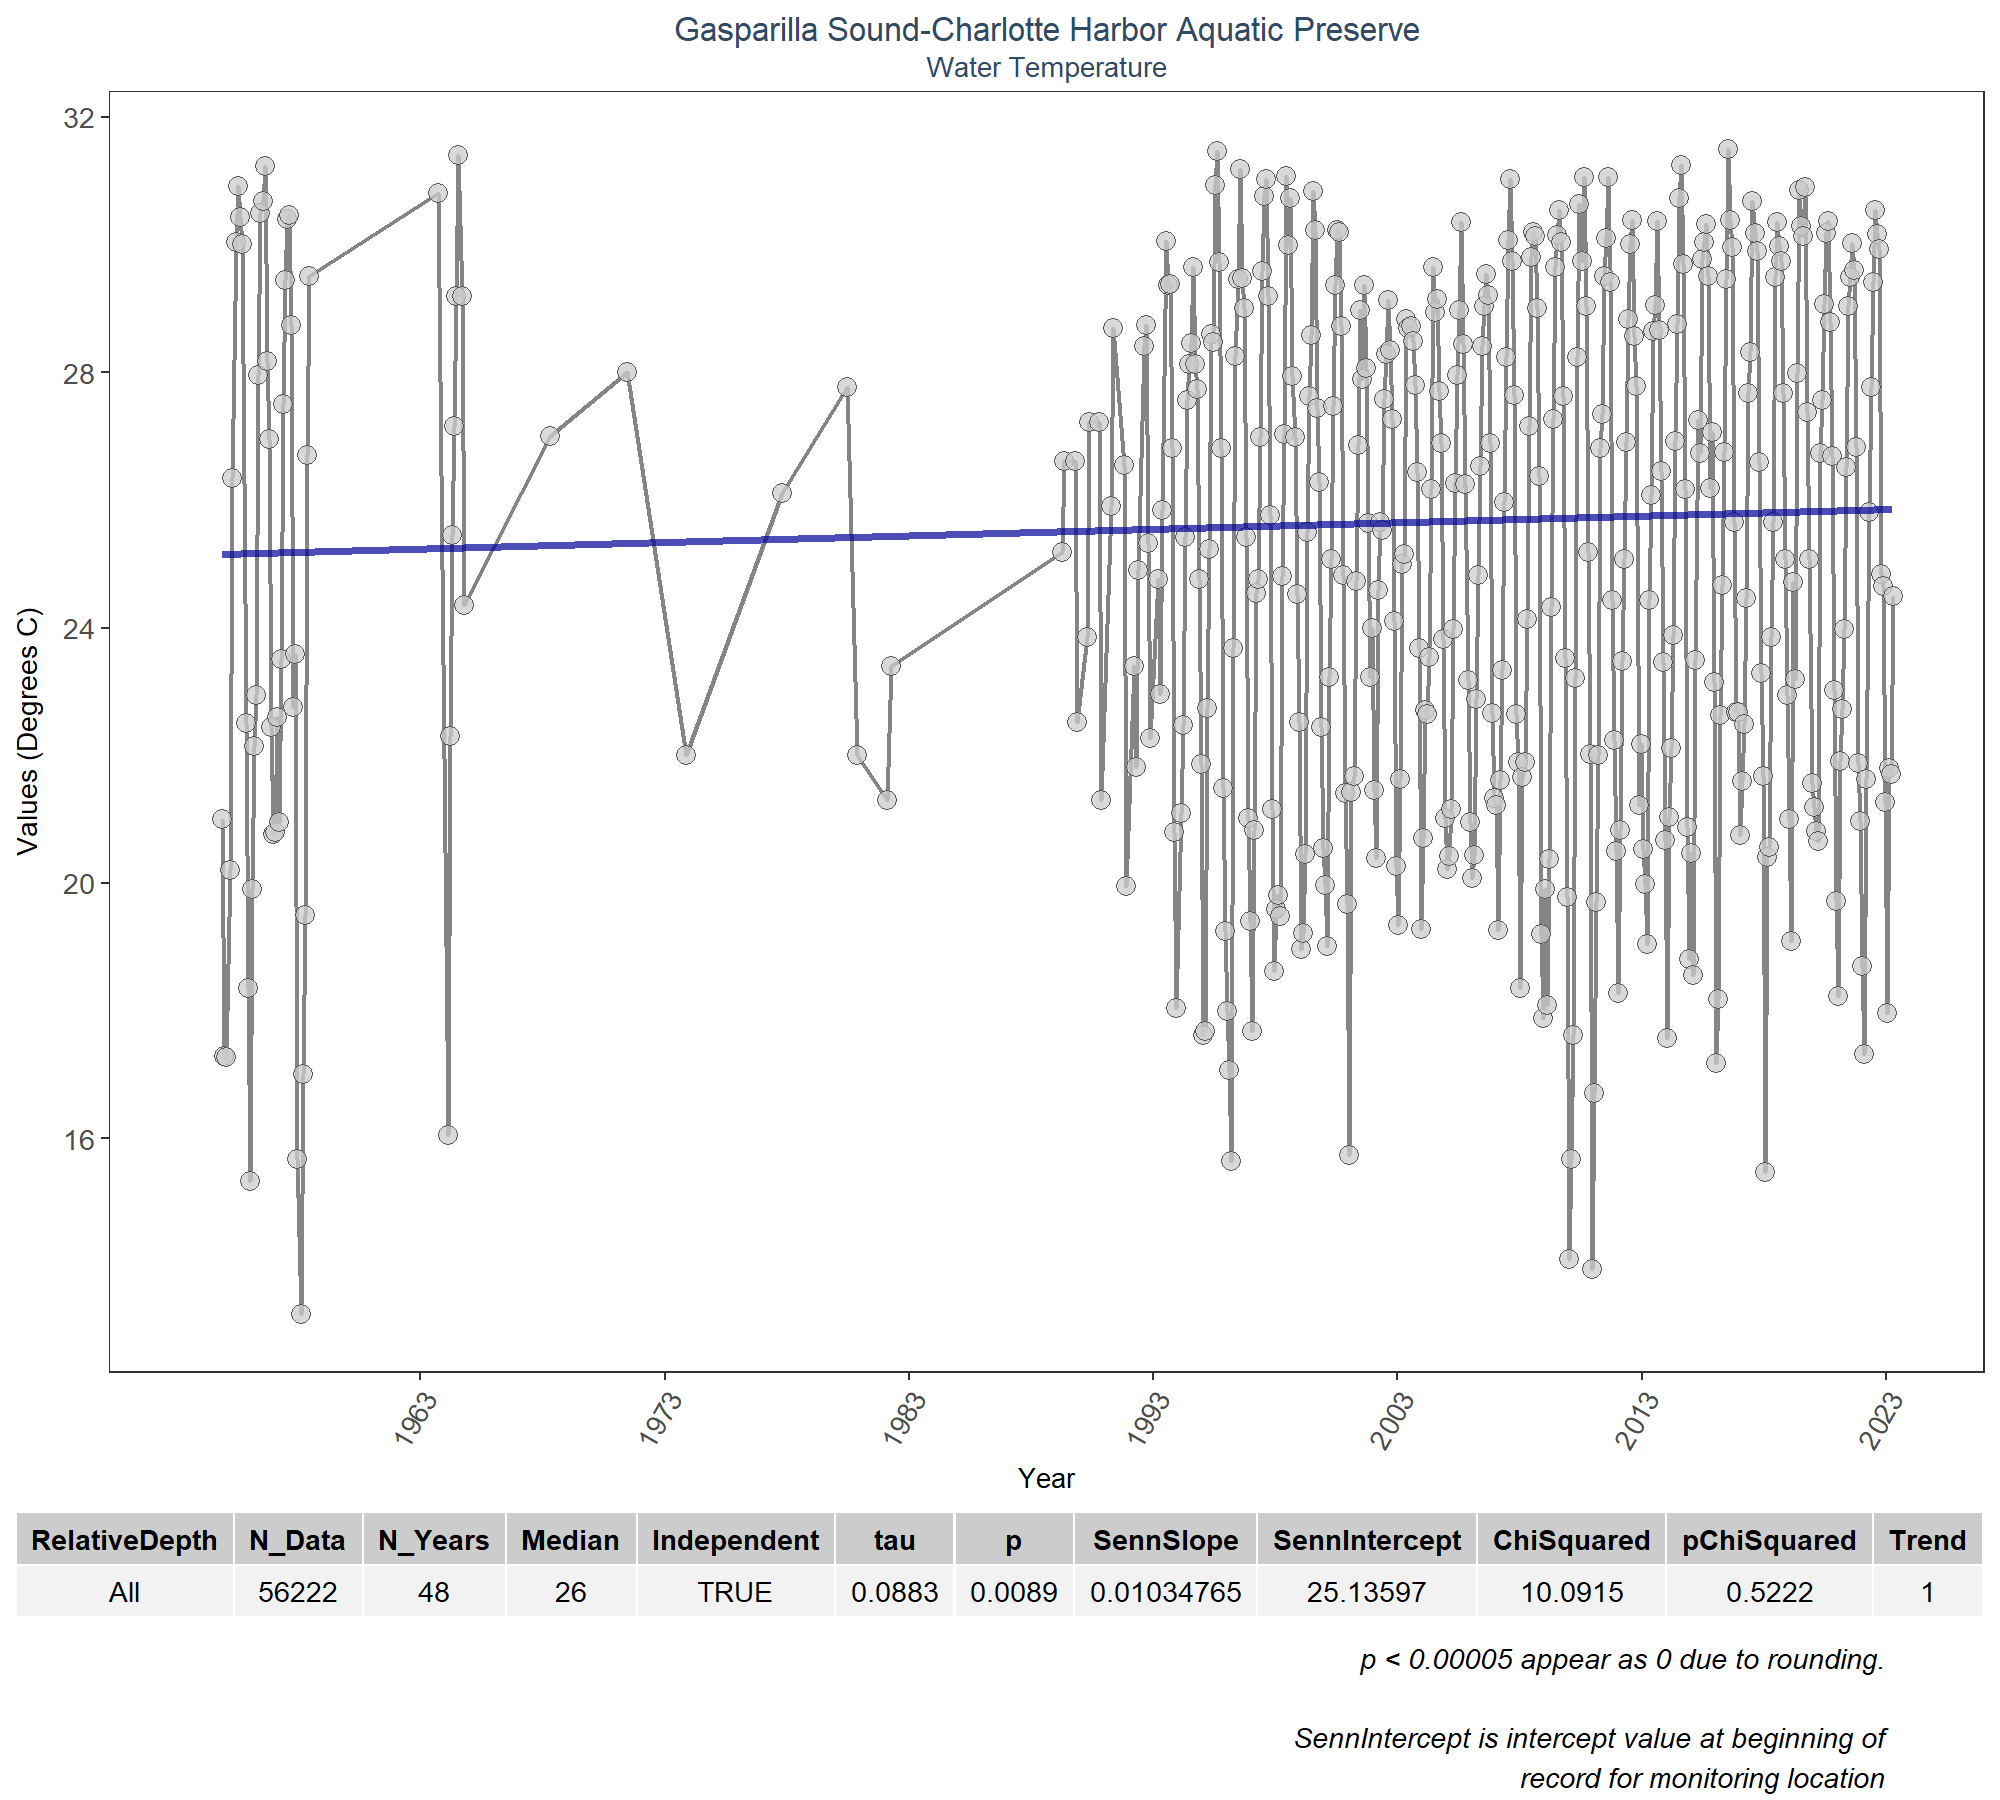 Gasparilla Sound-Charlotte Harbor Aquatic Preserve
Water Temperature
32
28
24
20
16
Values (Degrees C)
1963
1973
1983
1993
2003
2013
2023
Year
RelativeDepth N_Data N_Years Median Independent tau p SennSlope SennIntercept ChiSquared pChiSquared Trend
All 56222 48 26 TRUE 0.0883 0.0089 0.01034765 25.13597 10.0915 0.5222 1
p < 0.00005 appear as 0 due to rounding.
SennIntercept is intercept value at beginning of
record for monitoring location